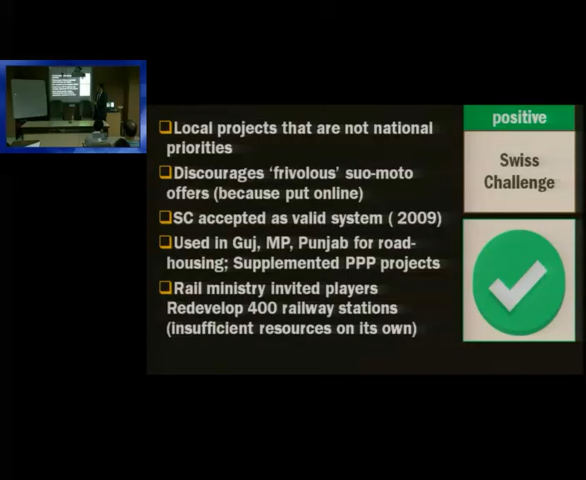 ❑Local projects that are not national
priorities
❑Discourages ‘frivolous’ suo-moto
offers (because put online)
❑SC accepted as valid system ( 2009)
❑Used in Guj, MP, Punjab for road-
housing; Supplemented PPP projects
❑Rail ministry invited players
Redevelop 400 railway stations
(insufficient resources on its own)
positive
Swiss
Challenge